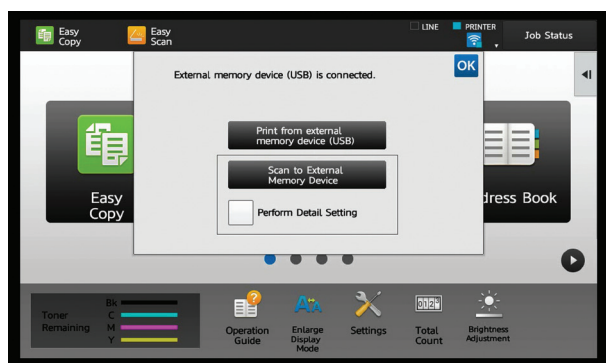 Easy
Copy
Easy
Scan
LINE
PRINTER
Job Status
External memory device (USB) is connected.
OK
Print from external
memory device (USB)
Scan to External
Memory Device
Perform Detail Setting
Easy
Copy
dress Book
Toner
Remaining
Bk
C
M
Y
Operation
Guide
Enlarge
Display
Mode
Settings
Total
Count
Brightness
Adjustment